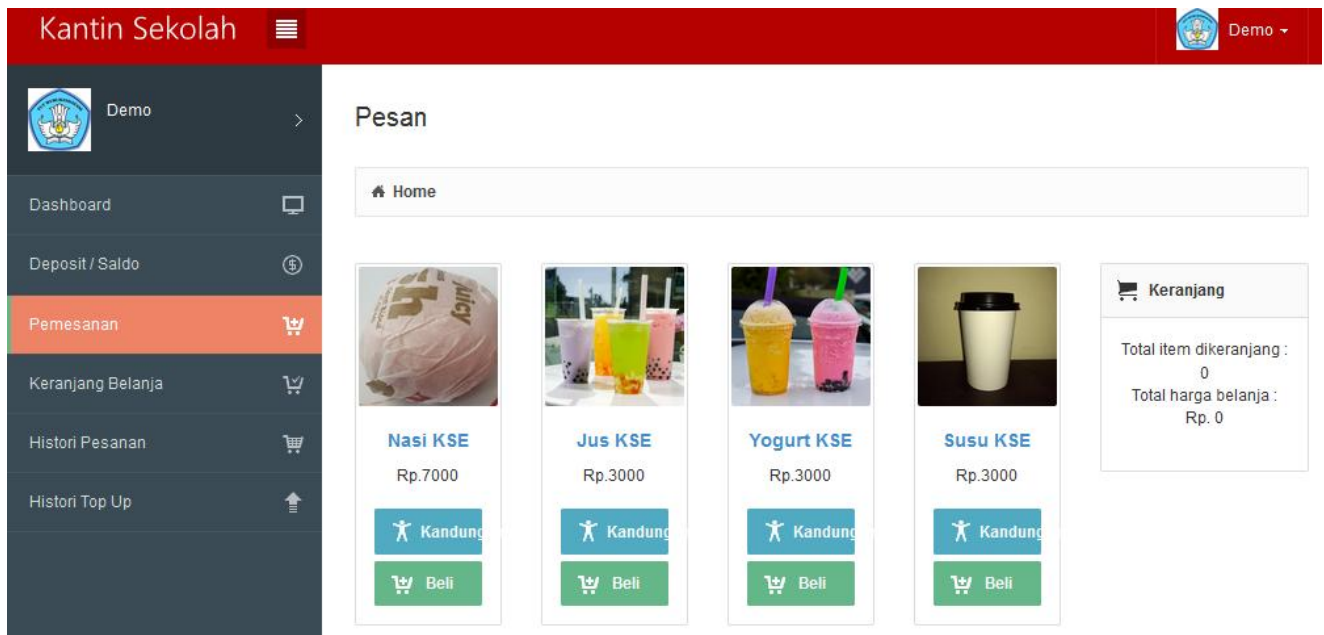 Kantin Sekolah
Demo
Demo
Dashboard
Deposit / Saldo
Pemesanan
Keranjang Belanja
Histori Pesanan
Histori Top Up
Pesan
Home
Juicy
Nasi KSE
Rp.7000
Kandung
Beli
Jus KSE
Rp.3000
Kandung
Beli
Yogurt KSE
Rp.3000
Kandung
Beli
Susu KSE
Rp.3000
Kandung
Beli
Keranjang
Total item dikeranjang :
0
Total harga belanja :
Rp. 0